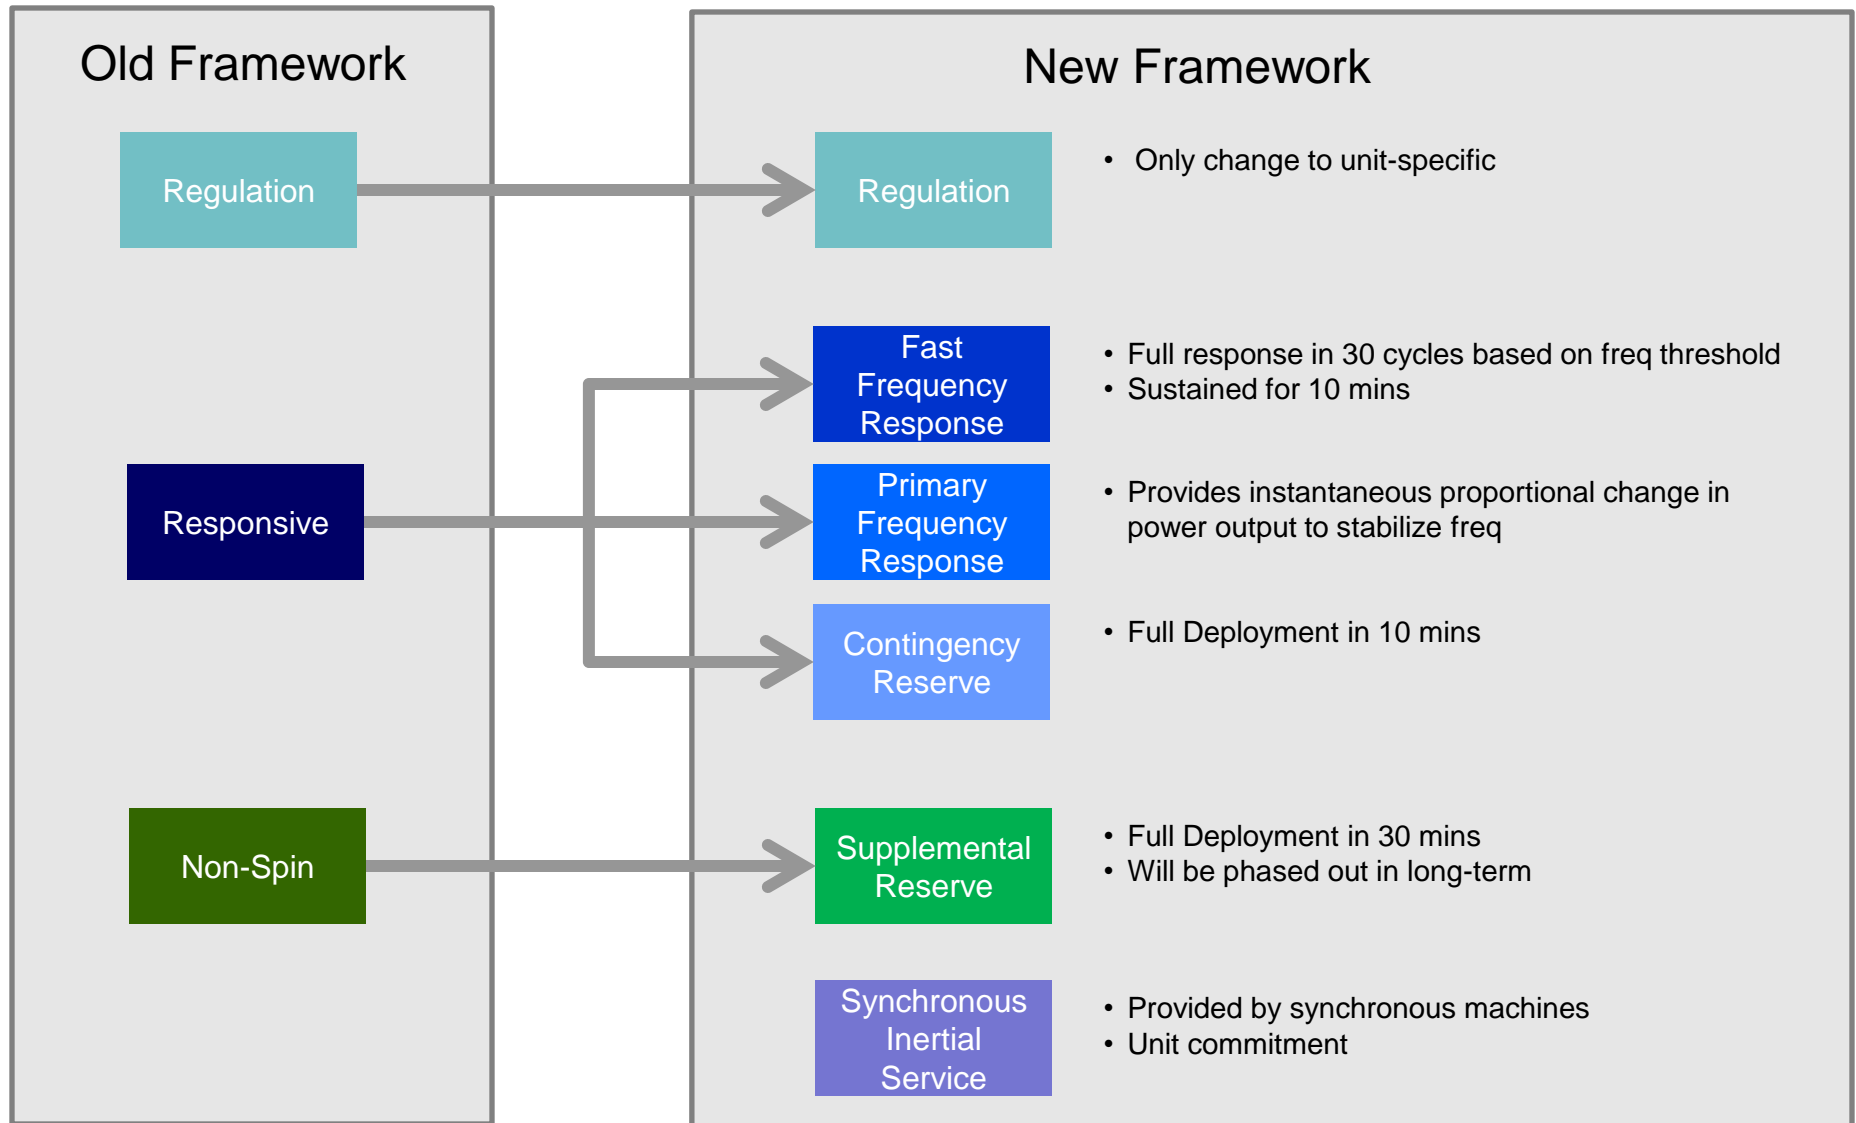 Old Framework
New Framework
Regulation
Regulation
• Only change to unit-specific
Fast
Frequency
Response
• Full response in 30 cycles based on freq threshold
• Sustained for 10 mins
Responsive
Primary
Frequency
Response
• Provides instantaneous proportional change in
power output to stabilize freq
Contingency
Reserve
• Full Deployment in 10 mins
Non-Spin
Supplemental
Reserve
• Full Deployment in 30 mins
• Will be phased out in long-term
Synchronous
Inertial
Service
• Provided by synchronous machines
• Unit commitment